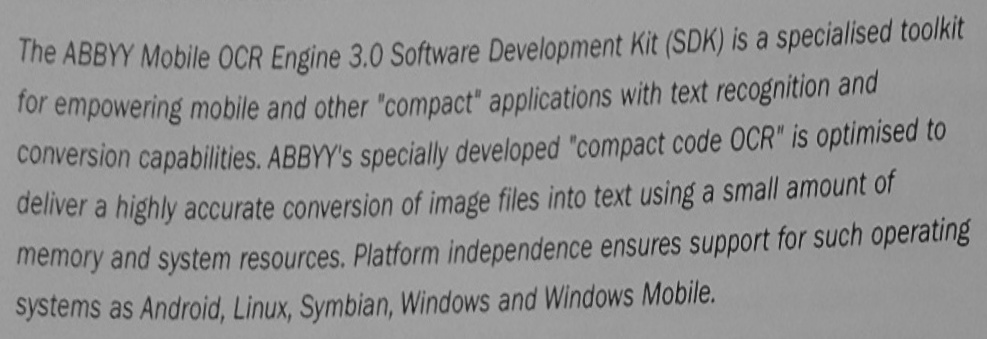 The ABBYY Mobile OCR Engine 3.0 Software Development Kit (SDK) is a specialised toolkit
for empowering mobile and other "compact" applications with text recognition and
conversion capabilities. ABBYY's specially developed "compact code OCR" is optimised to
deliver a highly accurate conversion of image files into text using a small amount of
memory and system resources. Platform independence ensures support for such operating
systems as Android, Linux, Symbian, Windows and Windows Mobile.